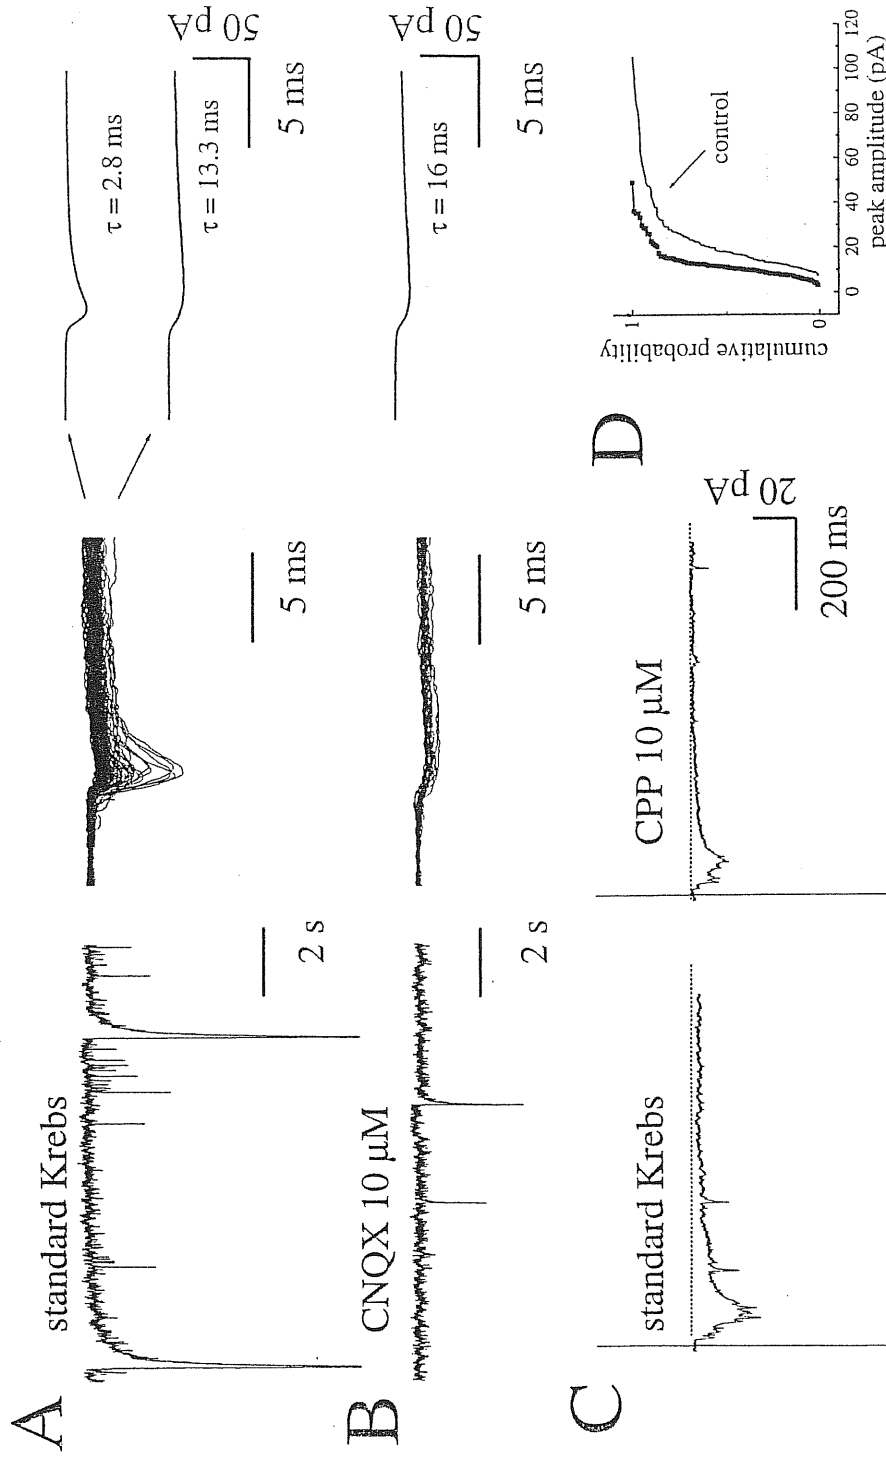 A
standard Krebs
2 s
5 ms
τ = 2.8 ms
τ = 13.3 ms
50 pA
5 ms
B
CNQX 10 μM
2 s
5 ms
τ = 16 ms
50 pA
5 ms
C
standard Krebs
CPP 10 μM
20 pA
200 ms
D
cumulative probability
1
0
control
0 20 40 60 80 100 120
peak amplitude (pA)